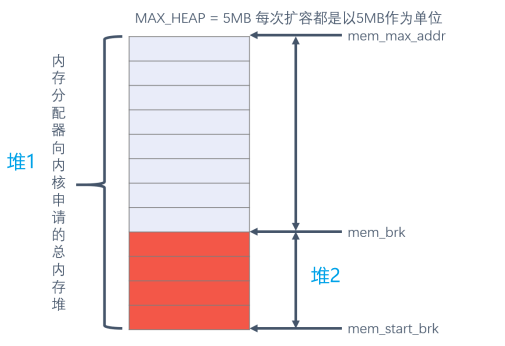 MAX_HEAP = 5MB 每次扩容都是以5MB作为单位
mem_max_addr
堆1
内存分配器向内核申请的总内存堆
mem_brk
堆2
mem_start_brk